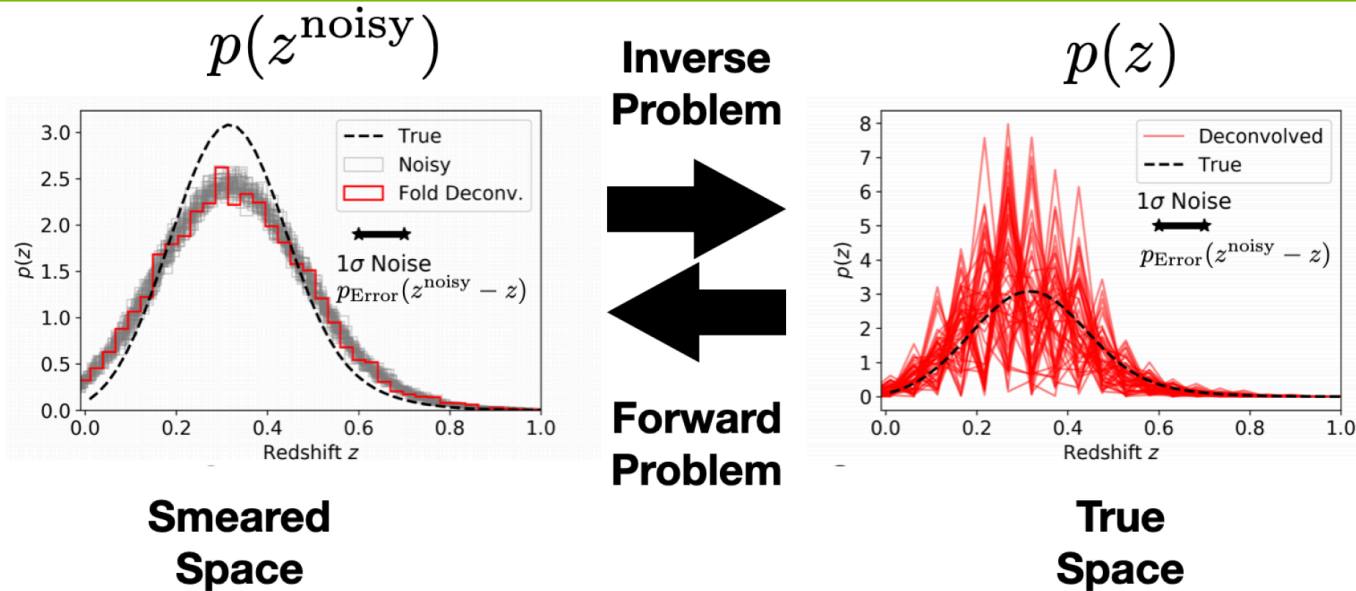 p(z^noisy)
Inverse
Problem
p(z)
True
Noisy
Fold Deconv.
1σ Noise
p_Error(z^noisy − z)
p(z)
3.0
2.5
2.0
1.5
1.0
0.5
0.0
0.0 0.2 0.4 0.6 0.8 1.0
Redshift z
Deconvolved
True
1σ Noise
p_Error(z^noisy − z)
p(z)
8
7
6
5
4
3
2
1
0
0.0 0.2 0.4 0.6 0.8 1.0
Redshift z
Forward
Problem
Smeared
Space
True
Space